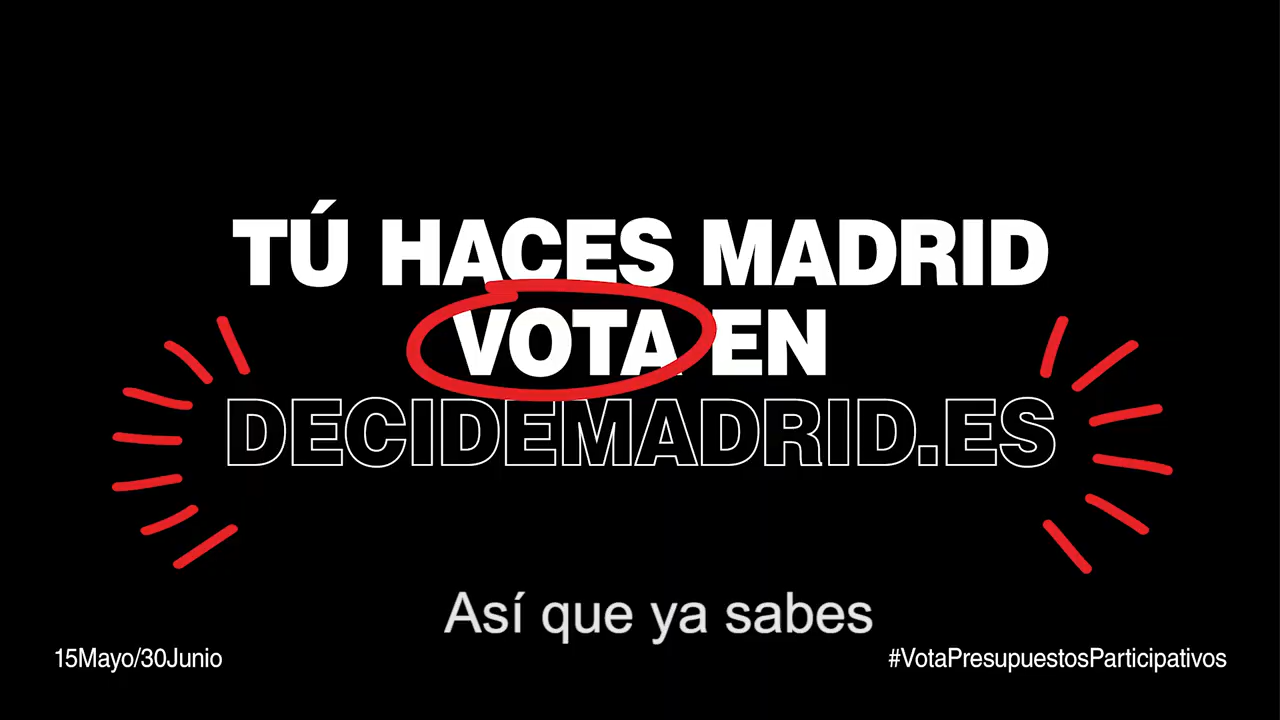 TÚ HACES MADRID
VOTA EN
DECIDEMADRID.ES
Así que ya sabes
15Mayo/30Junio
#VotaPresupuestosParticipativos